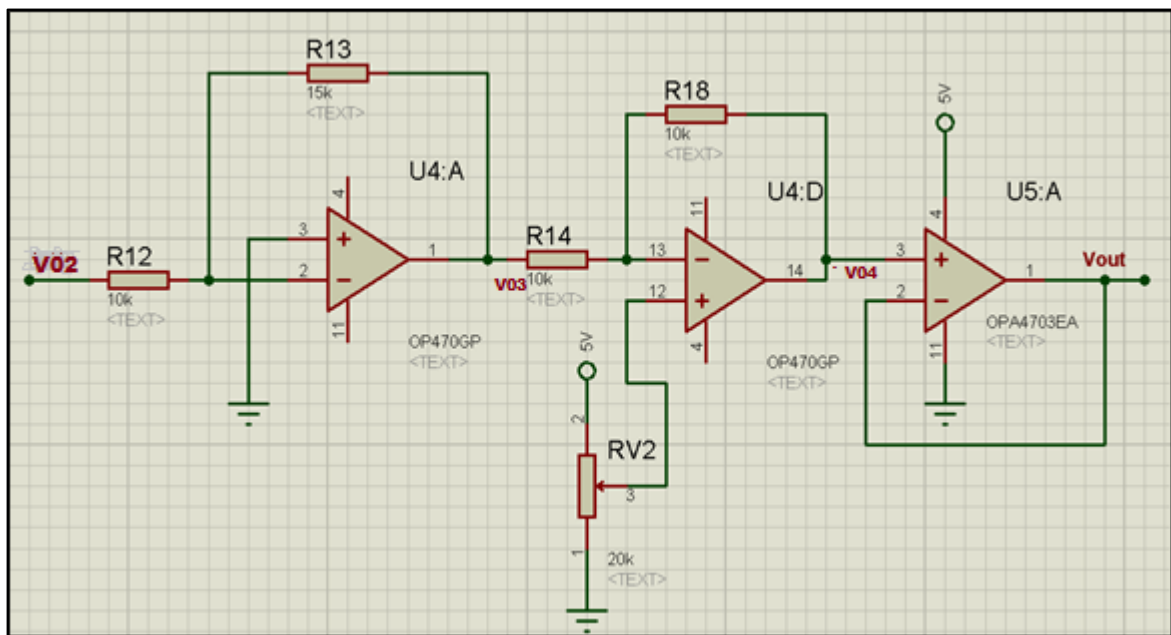 R13
15k
<TEXT>
R18
10k
<TEXT>
5V
U4:A
4
3
2
1
11
OP470GP
<TEXT>
V02
R12
10k
<TEXT>
R14
10k
<TEXT>
V03
U4:D
11
13
12
14
4
OP470GP
<TEXT>
V04
U5:A
4
3
2
1
11
OPA4703EA
<TEXT>
Vout
5V
2
RV2
3
1
20k
<TEXT>